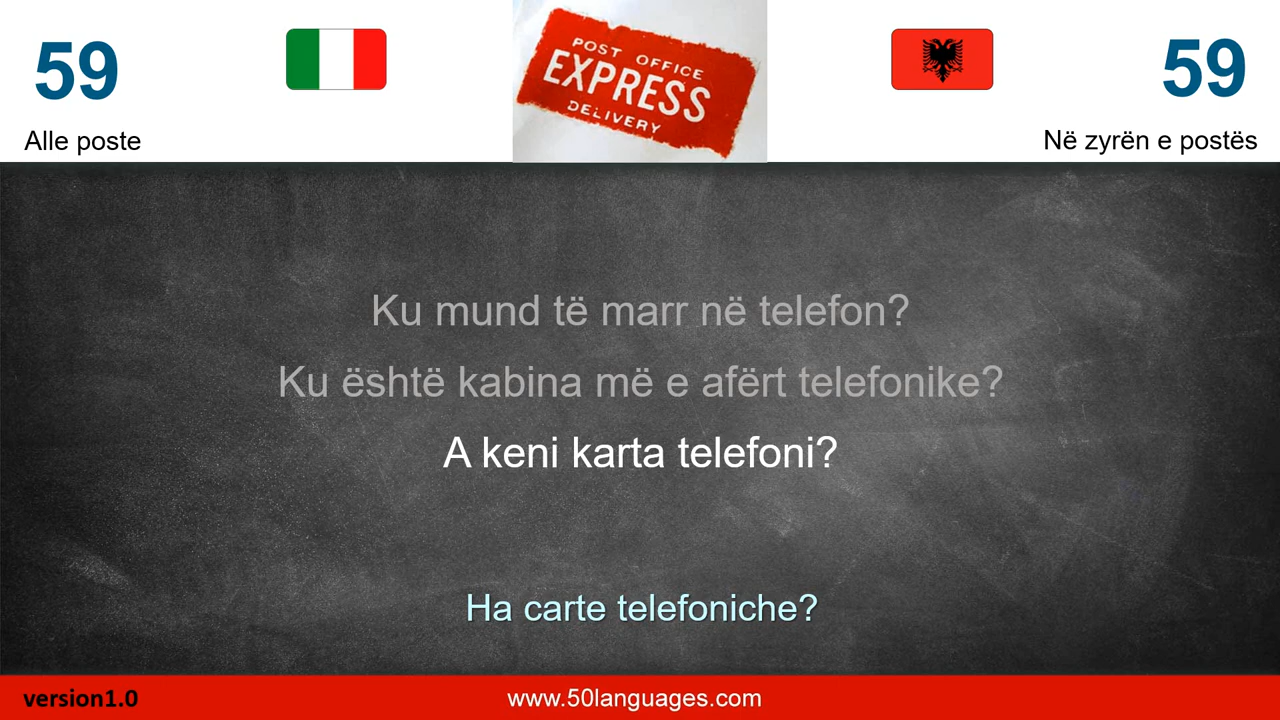 59
59
POST OFFICE
EXPRESS
DELIVERY
Alle poste
Në zyrën e postës
Ku mund të marr në telefon?
Ku është kabina më e afërt telefonike?
A keni karta telefoni?
Ha carte telefoniche?
version1.0
www.50languages.com